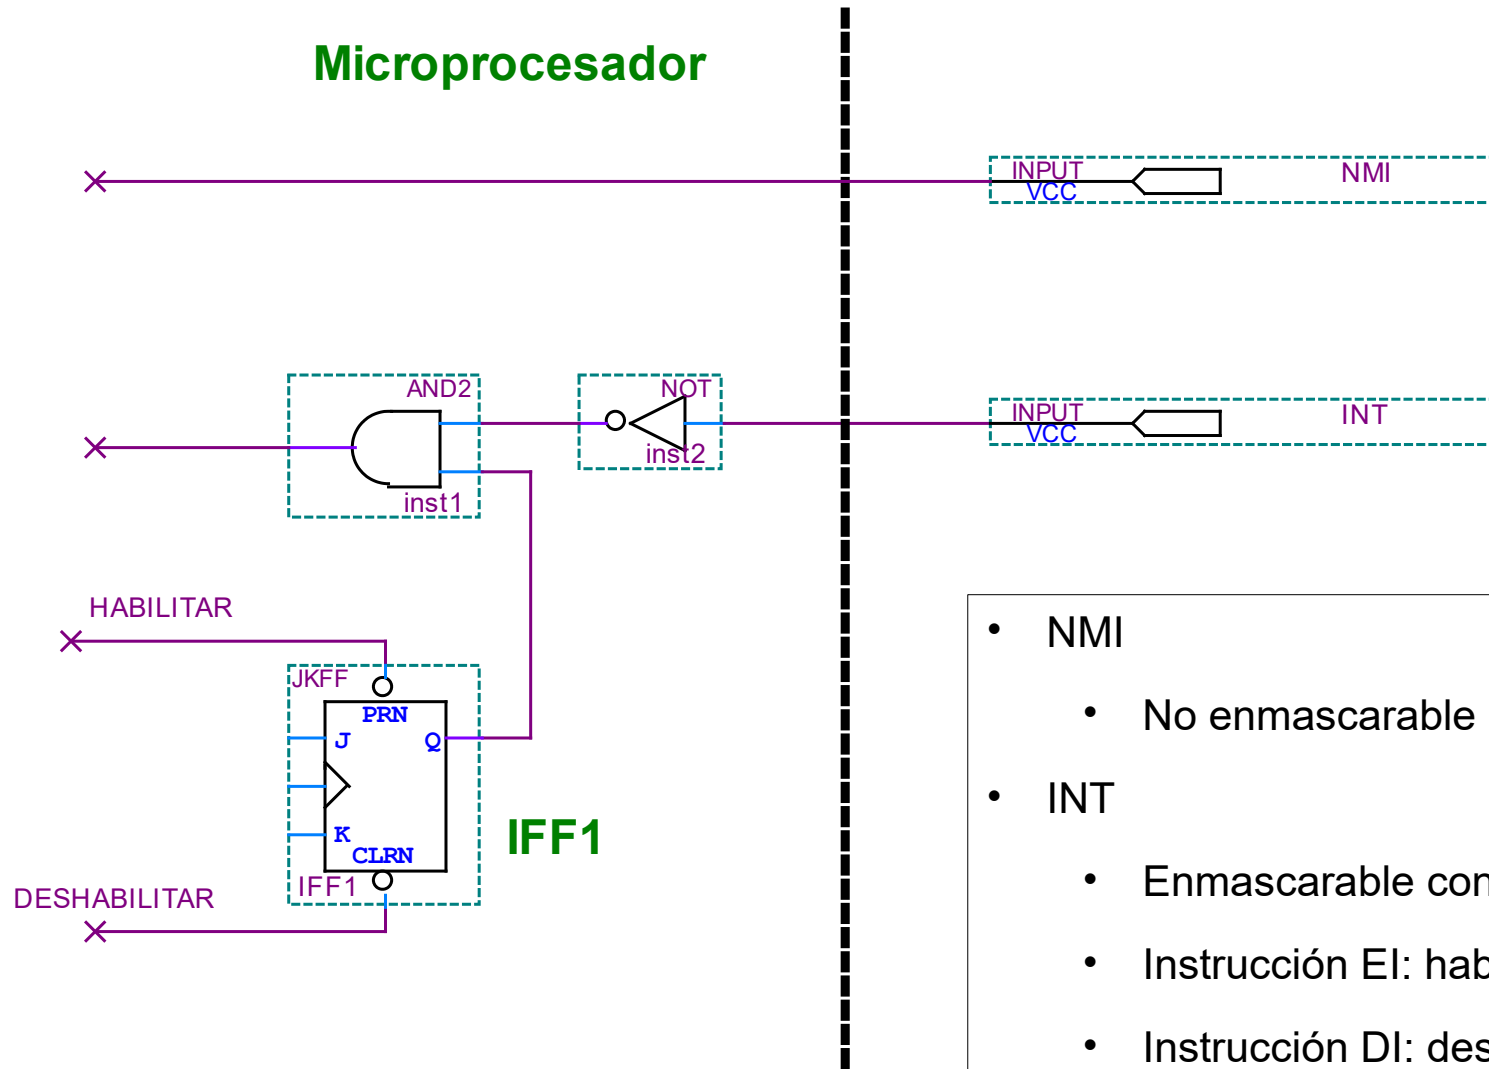 Microprocesador
INPUT
VCC
NMI
AND2
inst1
NOT
inst2
INPUT
VCC
INT
HABILITAR
JKFF
PRN
J
Q
K
CLRN
IFF1
IFF1
DESHABILITAR
• NMI
• No enmascarable
• INT
• Enmascarable con
• Instrucción EI: hab
• Instrucción DI: des